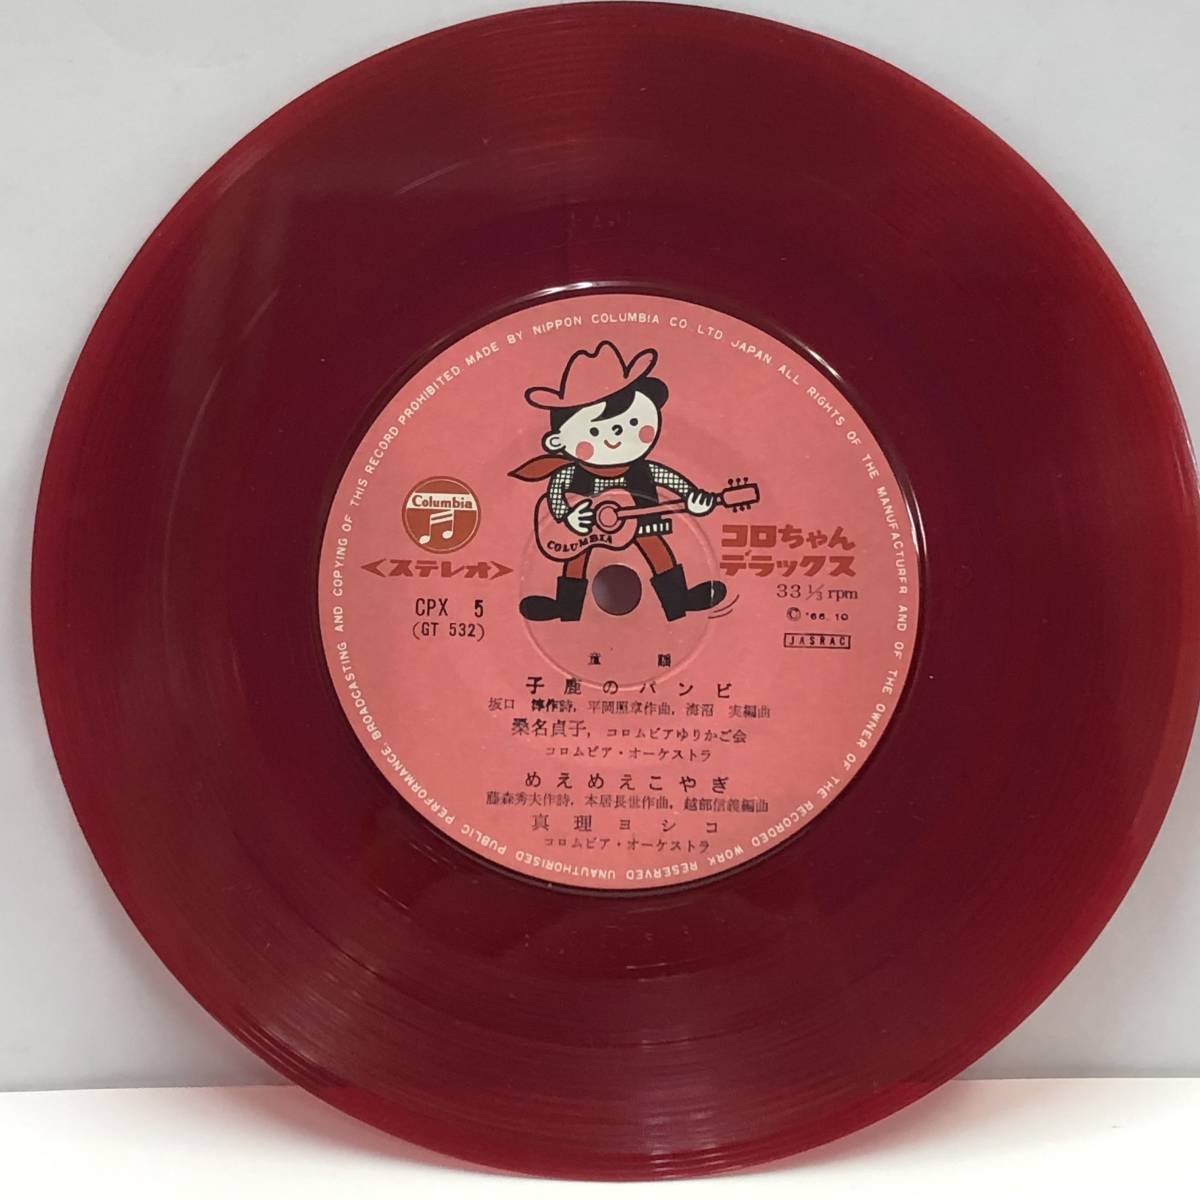 MADE BY NIPPON COLUMBIA CO. LTD. JAPAN. ALL RIGHTS OF THE MANUFACTURER AND OF THE OWNER OF THE RECORDED WORK RESERVED UNAUTHORISED PUBLIC PERFORMANCE, BROADCASTING AND COPYING OF THIS RECORD PROHIBITED.
Columbia
COLUMBIA
<ステレオ>
CPX 5
(GT 532)
コロちゃん
デラックス
33 1/3 rpm
© '66. 10
JASRAC
童謡
子鹿のバンビ
坂口 淳作詩, 平岡照章作曲, 海沼 実編曲
桑名貞子, コロムビアゆりかご会
コロムビア・オーケストラ
めえめえこやぎ
藤森秀夫作詩, 本居長世作曲, 越部信義編曲
真理ヨシコ
コロムビア・オーケストラ